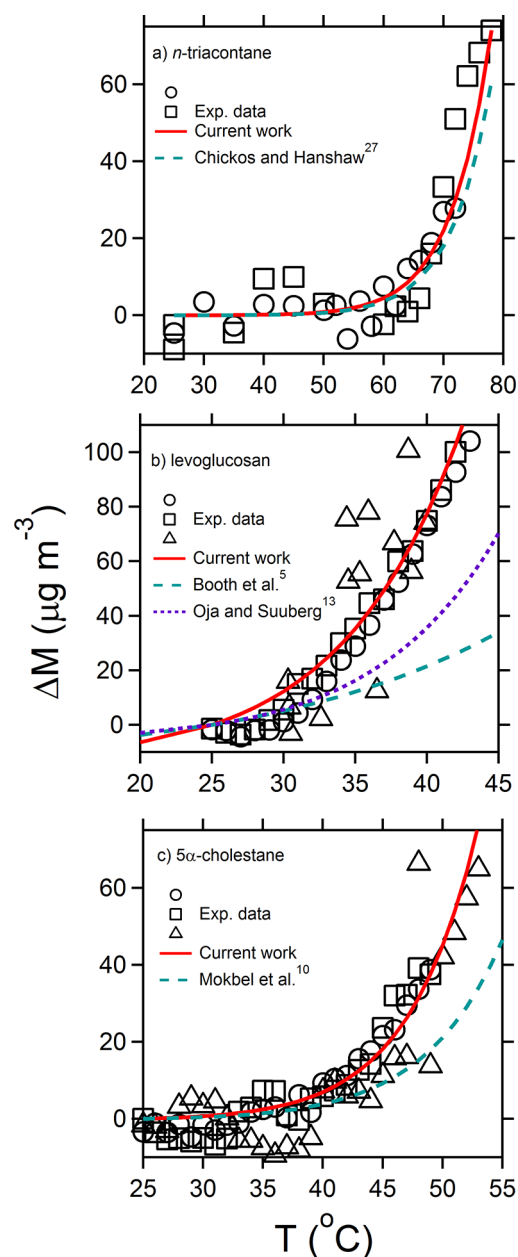 a) n-triacontane
Exp. data
Current work
Chickos and Hanshaw27
60
40
20
0
20 30 40 50 60 70 80
b) levoglucosan
Exp. data
Current work
Booth et al.5
Oja and Suuberg13
100
80
60
40
20
0
20 25 30 35 40 45
ΔM (μg m-3)
c) 5α-cholestane
Exp. data
Current work
Mokbel et al.10
60
40
20
0
25 30 35 40 45 50 55
T (oC)